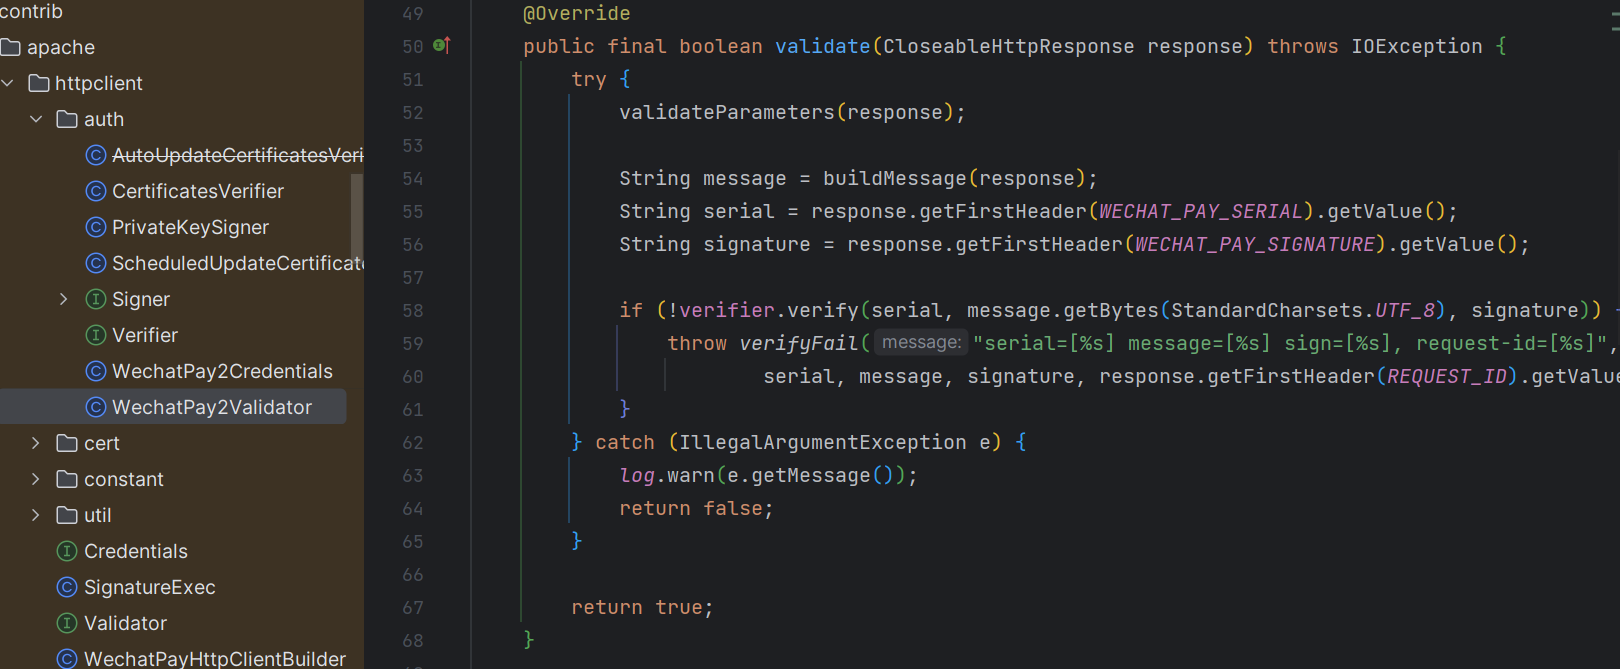 contrib
apache
httpclient
auth
AutoUpdateCertificatesVeri
CertificatesVerifier
PrivateKeySigner
ScheduledUpdateCertificat
Signer
Verifier
WechatPay2Credentials
WechatPay2Validator
cert
constant
util
Credentials
SignatureExec
Validator
WechatPayHttpClientBuilder
49 @Override
50 public final boolean validate(CloseableHttpResponse response) throws IOException {
51 try {
52 validateParameters(response);
53
54 String message = buildMessage(response);
55 String serial = response.getFirstHeader(WECHAT_PAY_SERIAL).getValue();
56 String signature = response.getFirstHeader(WECHAT_PAY_SIGNATURE).getValue();
57
58 if (!verifier.verify(serial, message.getBytes(StandardCharsets.UTF_8), signature))
59 throw verifyFail( message: "serial=[%s] message=[%s] sign=[%s], request-id=[%s]",
60 serial, message, signature, response.getFirstHeader(REQUEST_ID).getValue
61 }
62 } catch (IllegalArgumentException e) {
63 log.warn(e.getMessage());
64 return false;
65 }
66
67 return true;
68 }